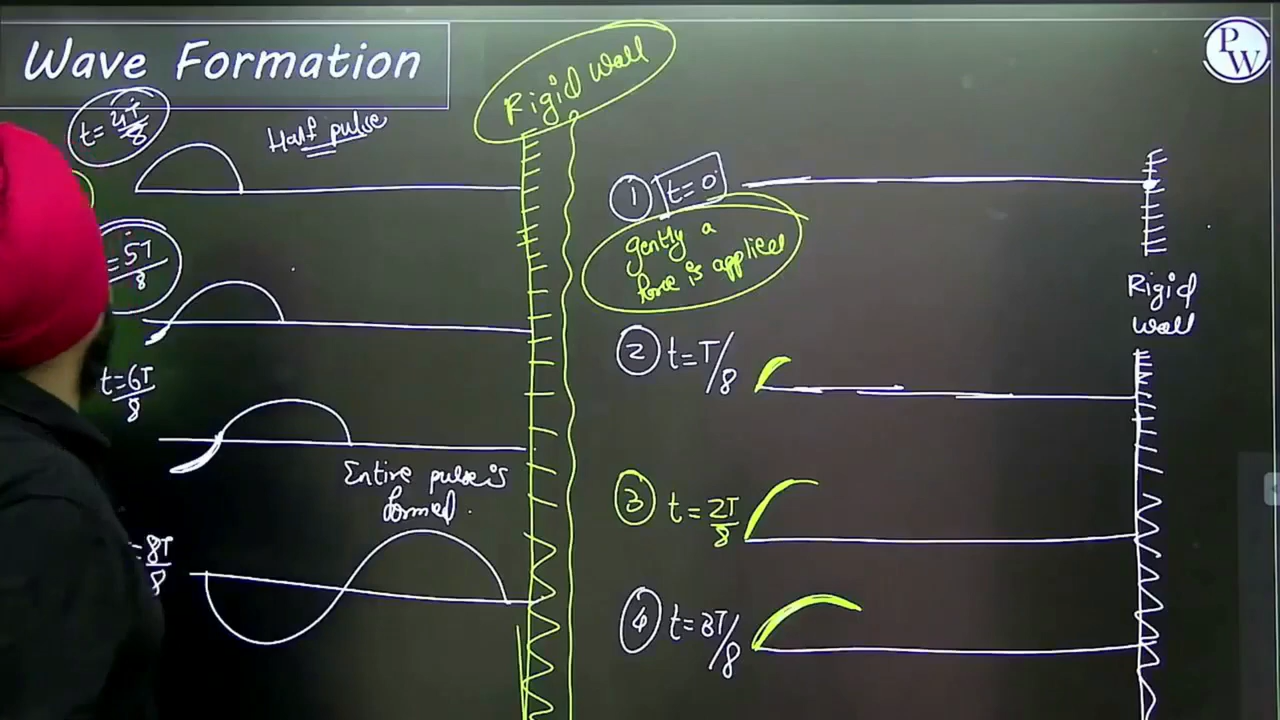 Wave Formation
PW
Rigid Wall
t = 4T/8
Half pulse
= 5T/8
t = 6T/8
Entire pulse is
formed.
= 8T/8
① t = 0
gently a
force is applied
Rigid
wall
② t = T/8
③ t = 2T/8
④ t = 3T/8